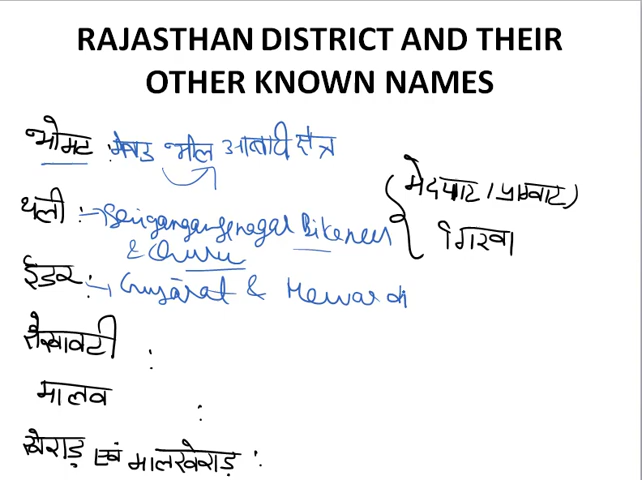 RAJASTHAN DISTRICT AND THEIR
OTHER KNOWN NAMES
भोमट : मेवाड भील आबादी क्षेत्र
थली :→ Bikaner
& Churu
ईडर :→ Gujarat & Mewar
मेदपाट / प्राग्वाट)
गिरवा
शेखावटी :
मालव :
खेराड़ एवं मालखेराड़ :